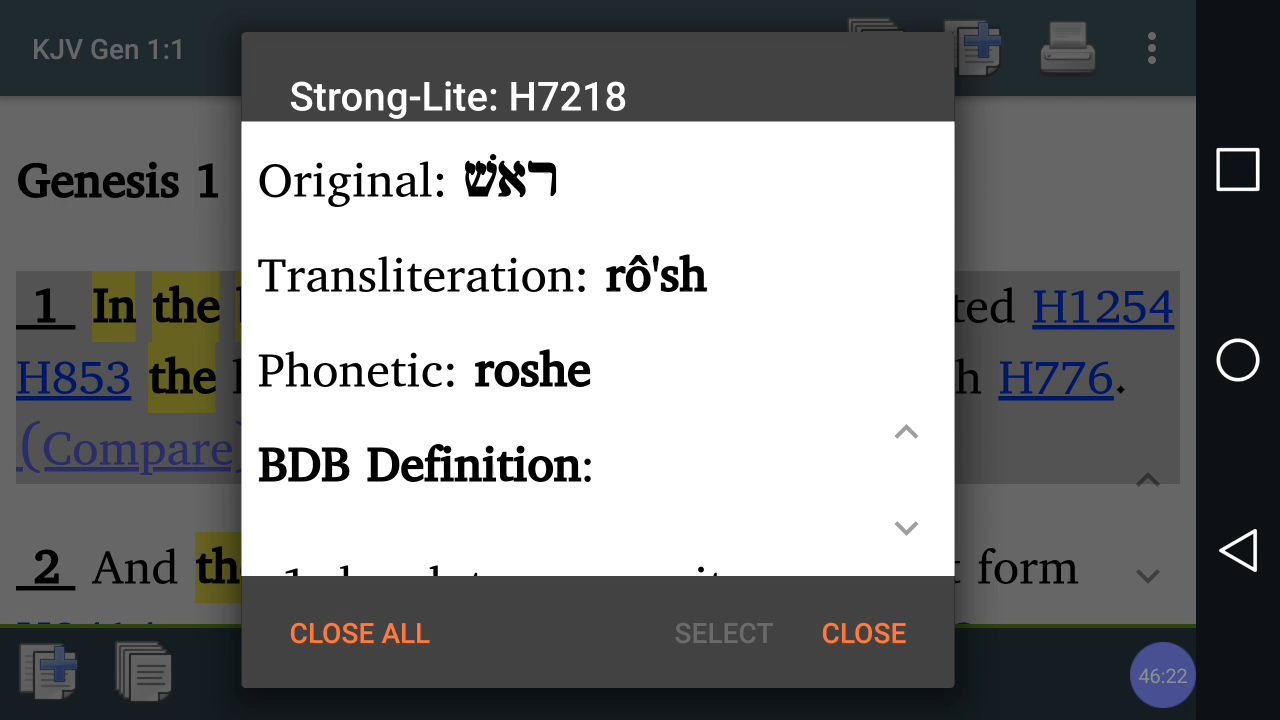 KJV Gen 1:1
Strong-Lite: H7218
Original: ראשׁ
Transliteration: rô'sh
Phonetic: roshe
BDB Definition:
Genesis 1
1 In the
ted H1254
H853 the
h H776.
(Compare)
2 And th
t form
CLOSE ALL
SELECT
CLOSE
46:22